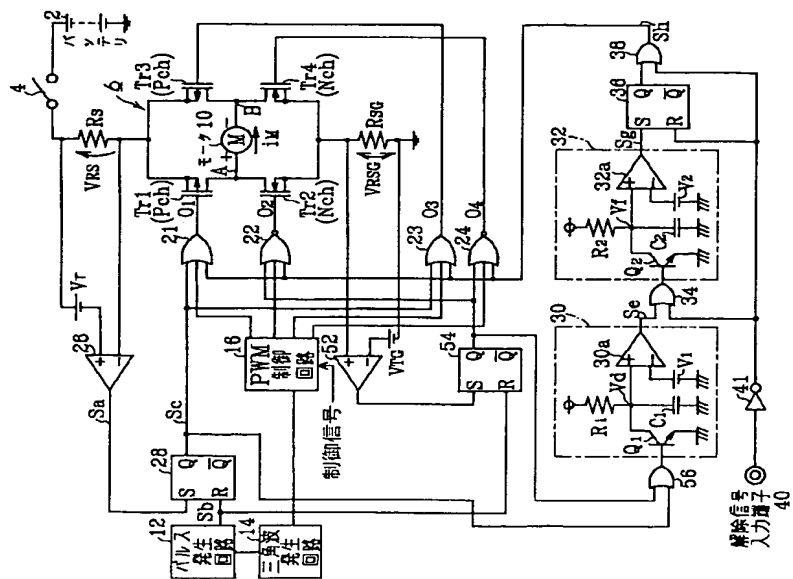 4
2
バッテリ
RS
VRS
6
Tr1
(Pch)
Tr3
(Pch)
モータ 10
A
+
M
-
B
iM
Tr2
(Nch)
Tr4
(Nch)
RSG
VRSG
O1
O2
O3
O4
21
22
23
24
Vr
26
+
-
Sa
Sc
28
S Q
R Q
Sb
12
パルス
発生
回路
14
三角波
発生
回路
16
PWM
制御
回路
制御信号
52
+
-
VTG
54
S Q
R Q
56
30
30a
+
-
R1
Vd
C1
V1
Q1
Se
34
32
32a
+
-
R2
Vf
C2
V2
Q2
Sg
36
S Q
R Q
38
Sh
41
解除信号
入力端子
40